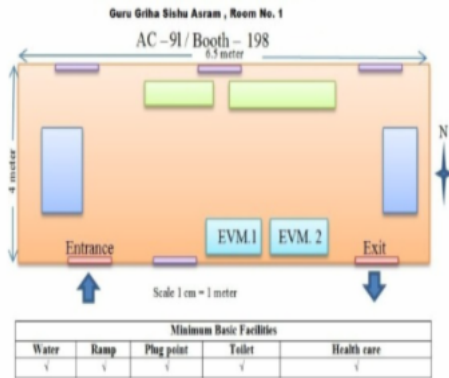 Guru Griha Sishu Asram , Room No. 1
AC -91/ Booth - 198
6.5 meter
4 meter
N
EVM.1 EVM. 2
Entrance
Exit
Scale 1 cm = 1 meter
Minimum Basic Facilities
Water Ramp Plug point Toilet Health care
√ √ √ √ √